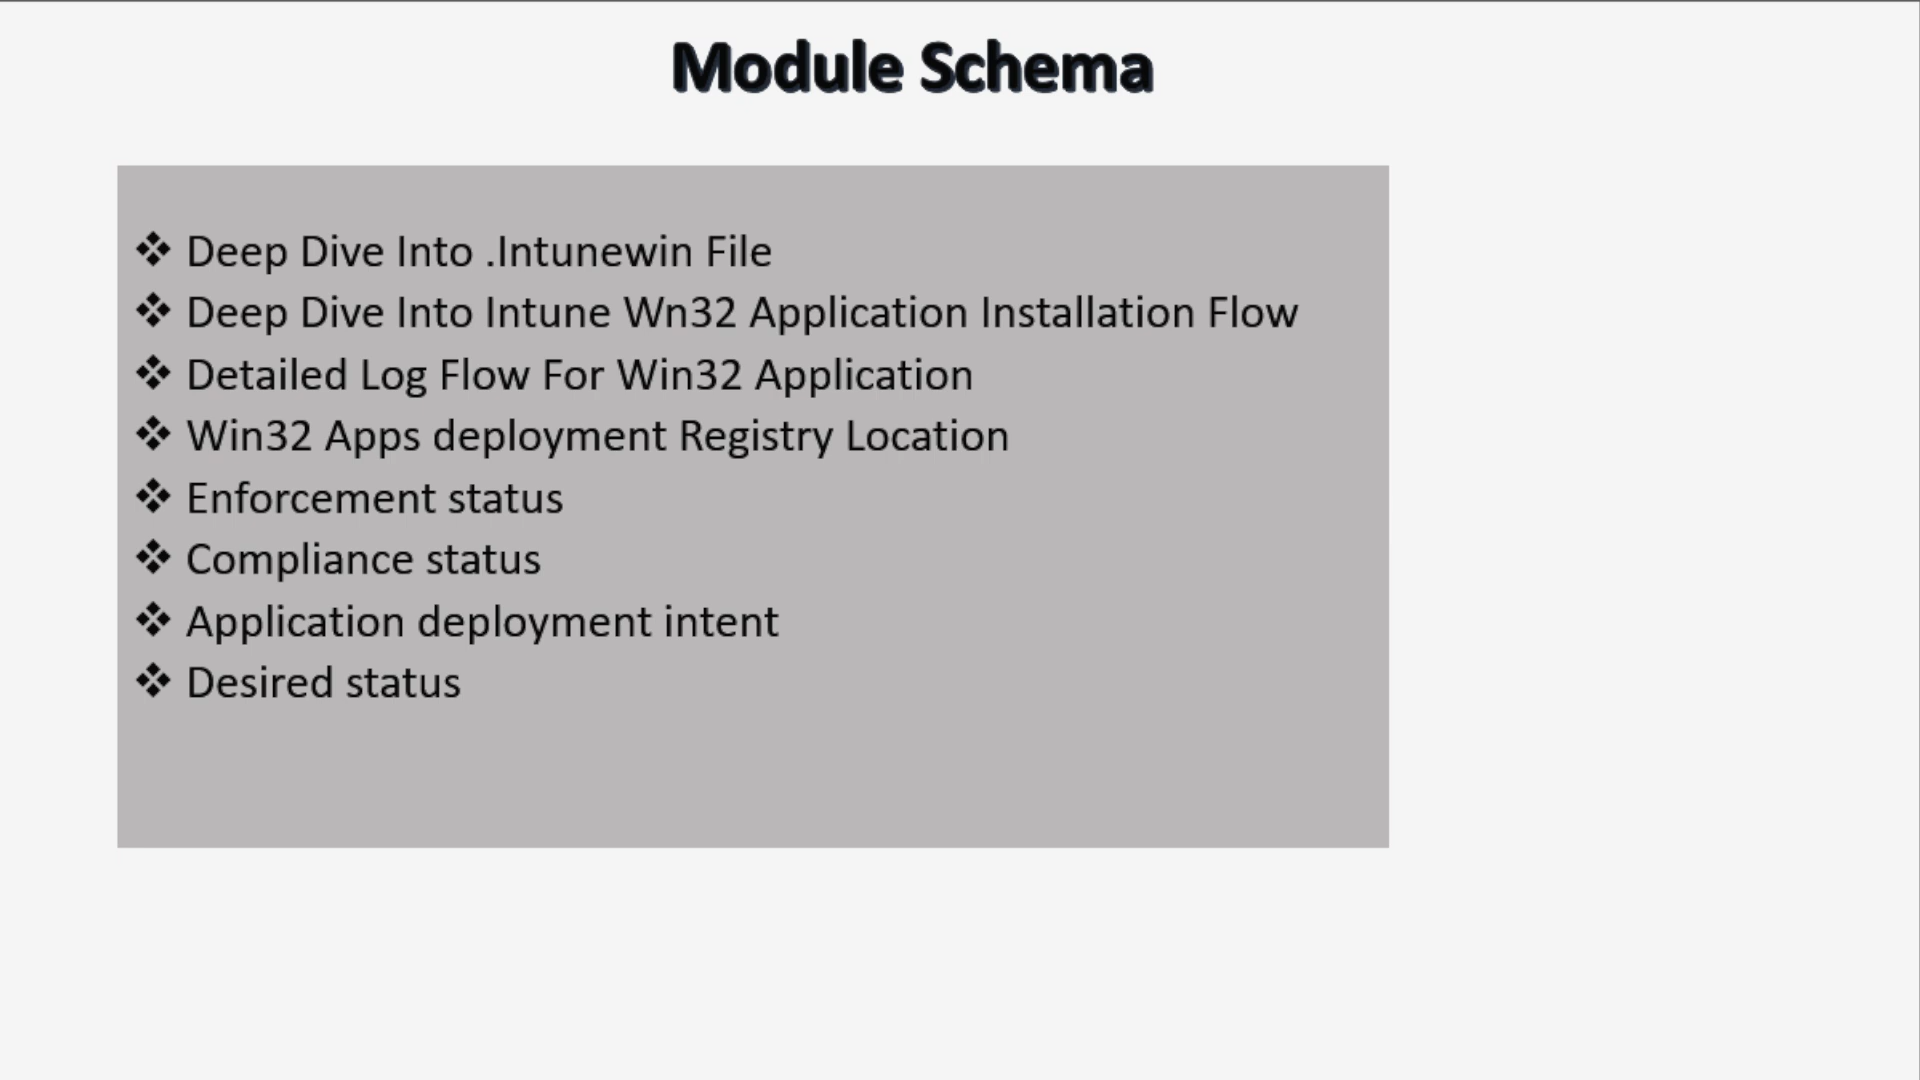 Module Schema
❖ Deep Dive Into .Intunewin File
❖ Deep Dive Into Intune Wn32 Application Installation Flow
❖ Detailed Log Flow For Win32 Application
❖ Win32 Apps deployment Registry Location
❖ Enforcement status
❖ Compliance status
❖ Application deployment intent
❖ Desired status